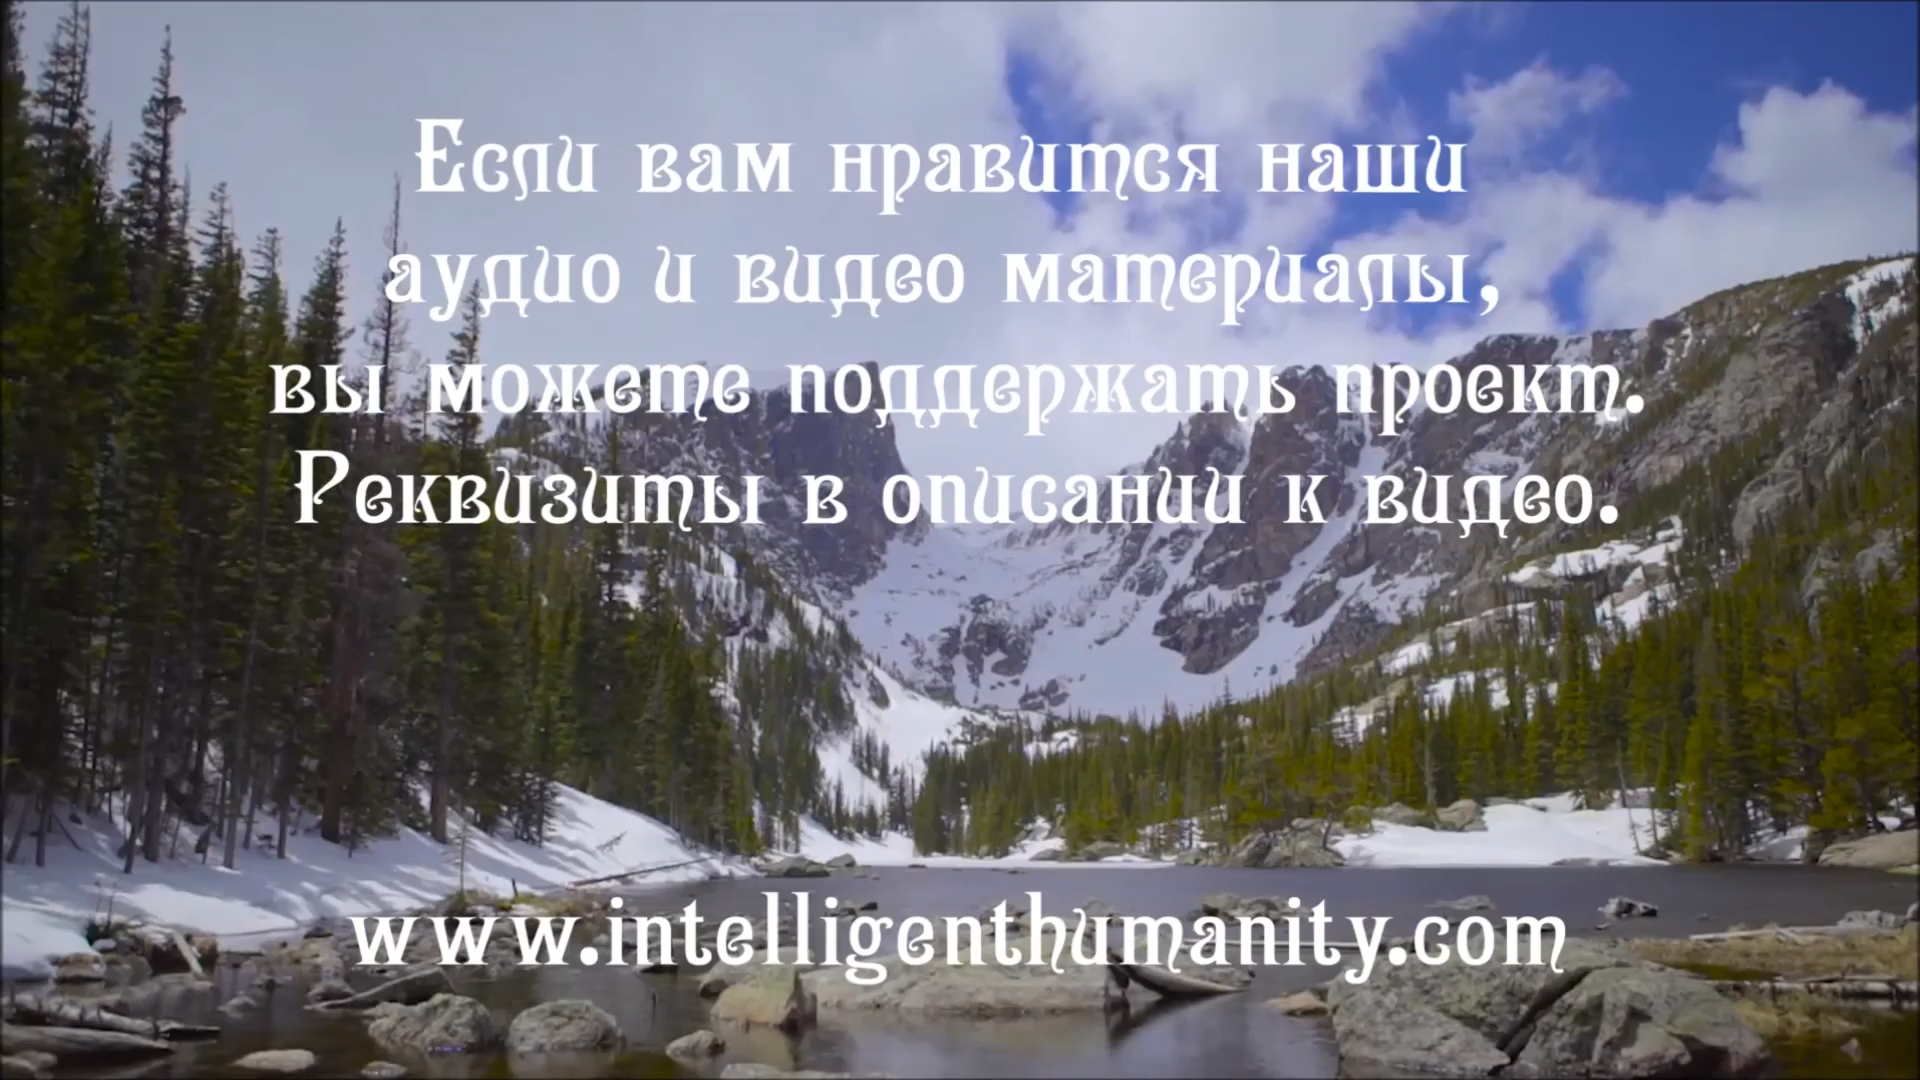 Если вам нравится наши
аудио и видео материалы,
вы можете поддержать проект.
Реквизиты в описании к видео.
www.intelligenthumanity.com